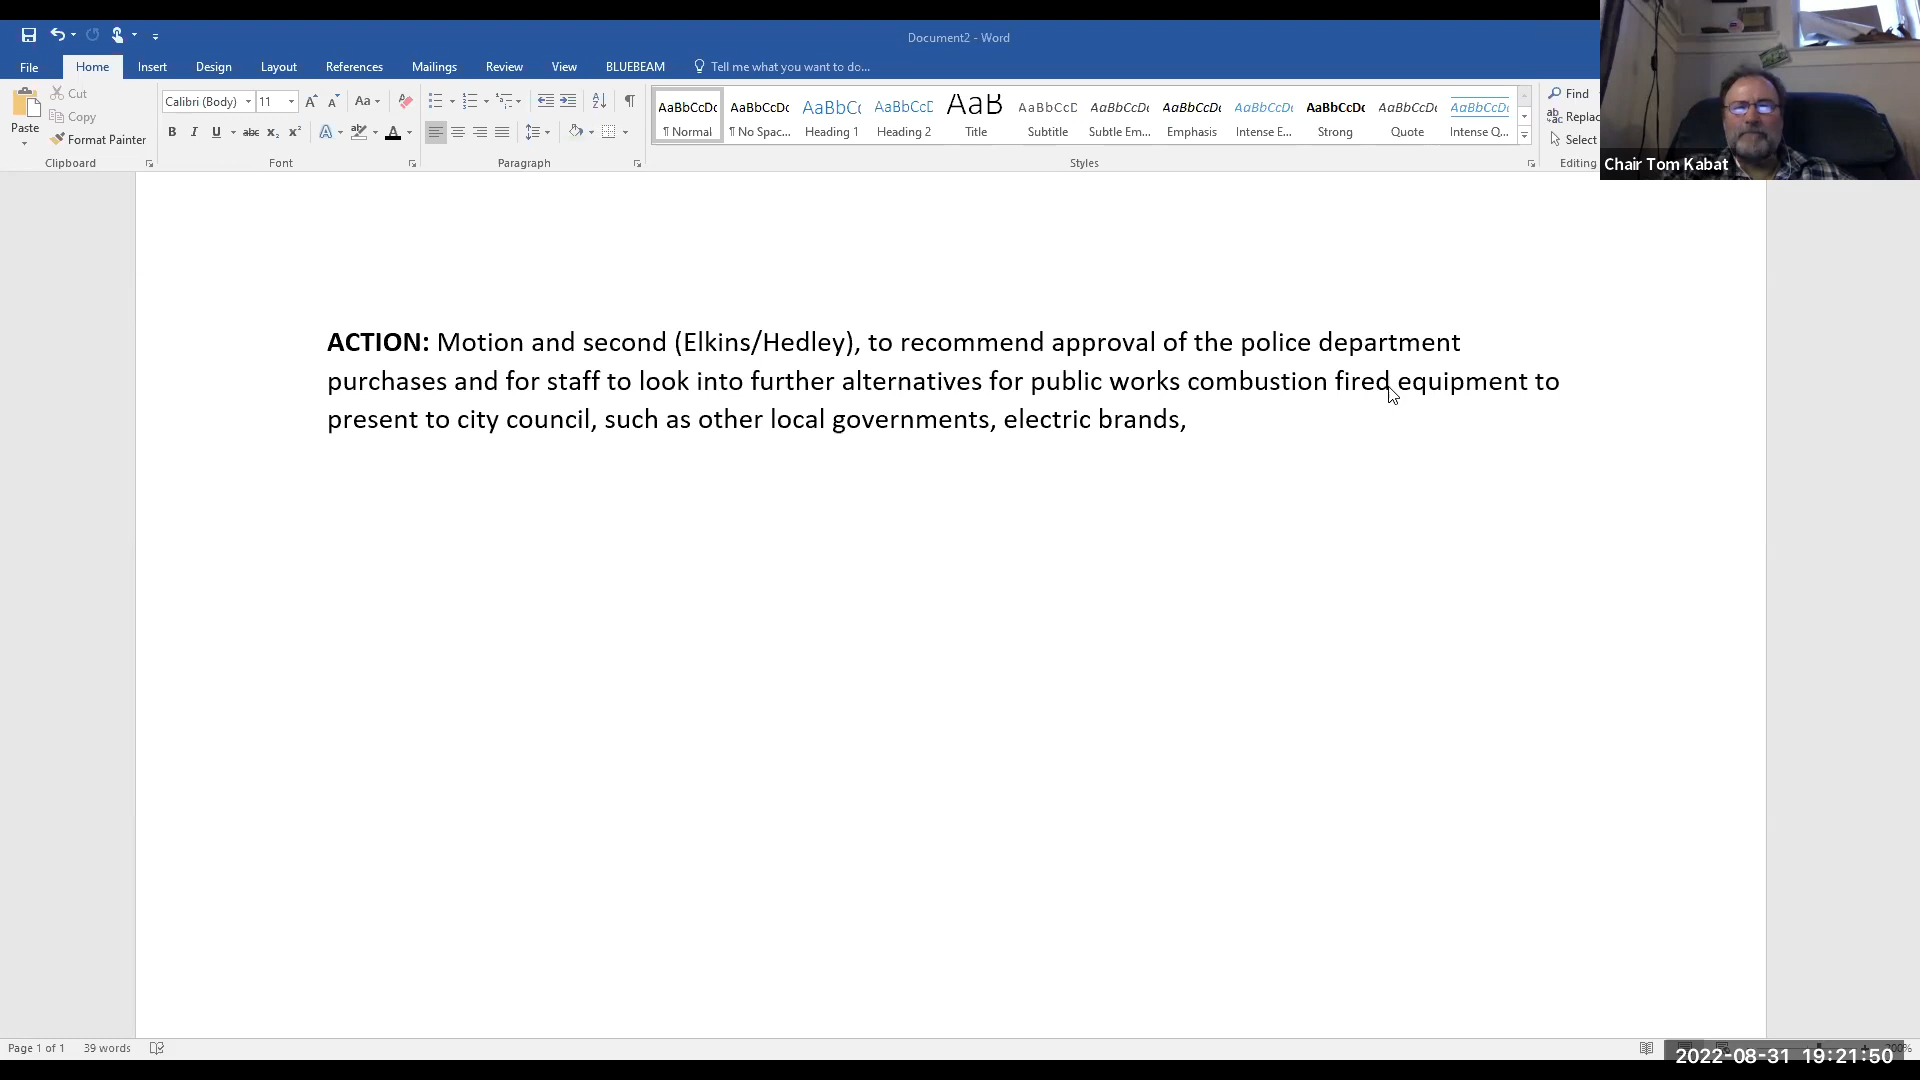 Document2 - Word
File Home Insert Design Layout References Mailings Review View BLUEBEAM Tell me what you want to do...
Paste
Cut
Copy
Format Painter
Clipboard
Calibri (Body) 11
Font
Paragraph
AaBbCcDc AaBbCcDc AaBbC AaBbCcD AaB AaBbCcD AaBbCcDc AaBbCcDc AaBbCcDc AaBbCcDc AaBbCcDc AaBbCcDc
¶ Normal ¶ No Spac... Heading 1 Heading 2 Title Subtitle Subtle Em... Emphasis Intense E... Strong Quote Intense Q...
Styles
Find
Replac
Select
Editing
Chair Tom Kabat
ACTION: Motion and second (Elkins/Hedley), to recommend approval of the police department
purchases and for staff to look into further alternatives for public works combustion fired equipment to
present to city council, such as other local governments, electric brands,
Page 1 of 1 39 words
2022-08-31 19:21:50